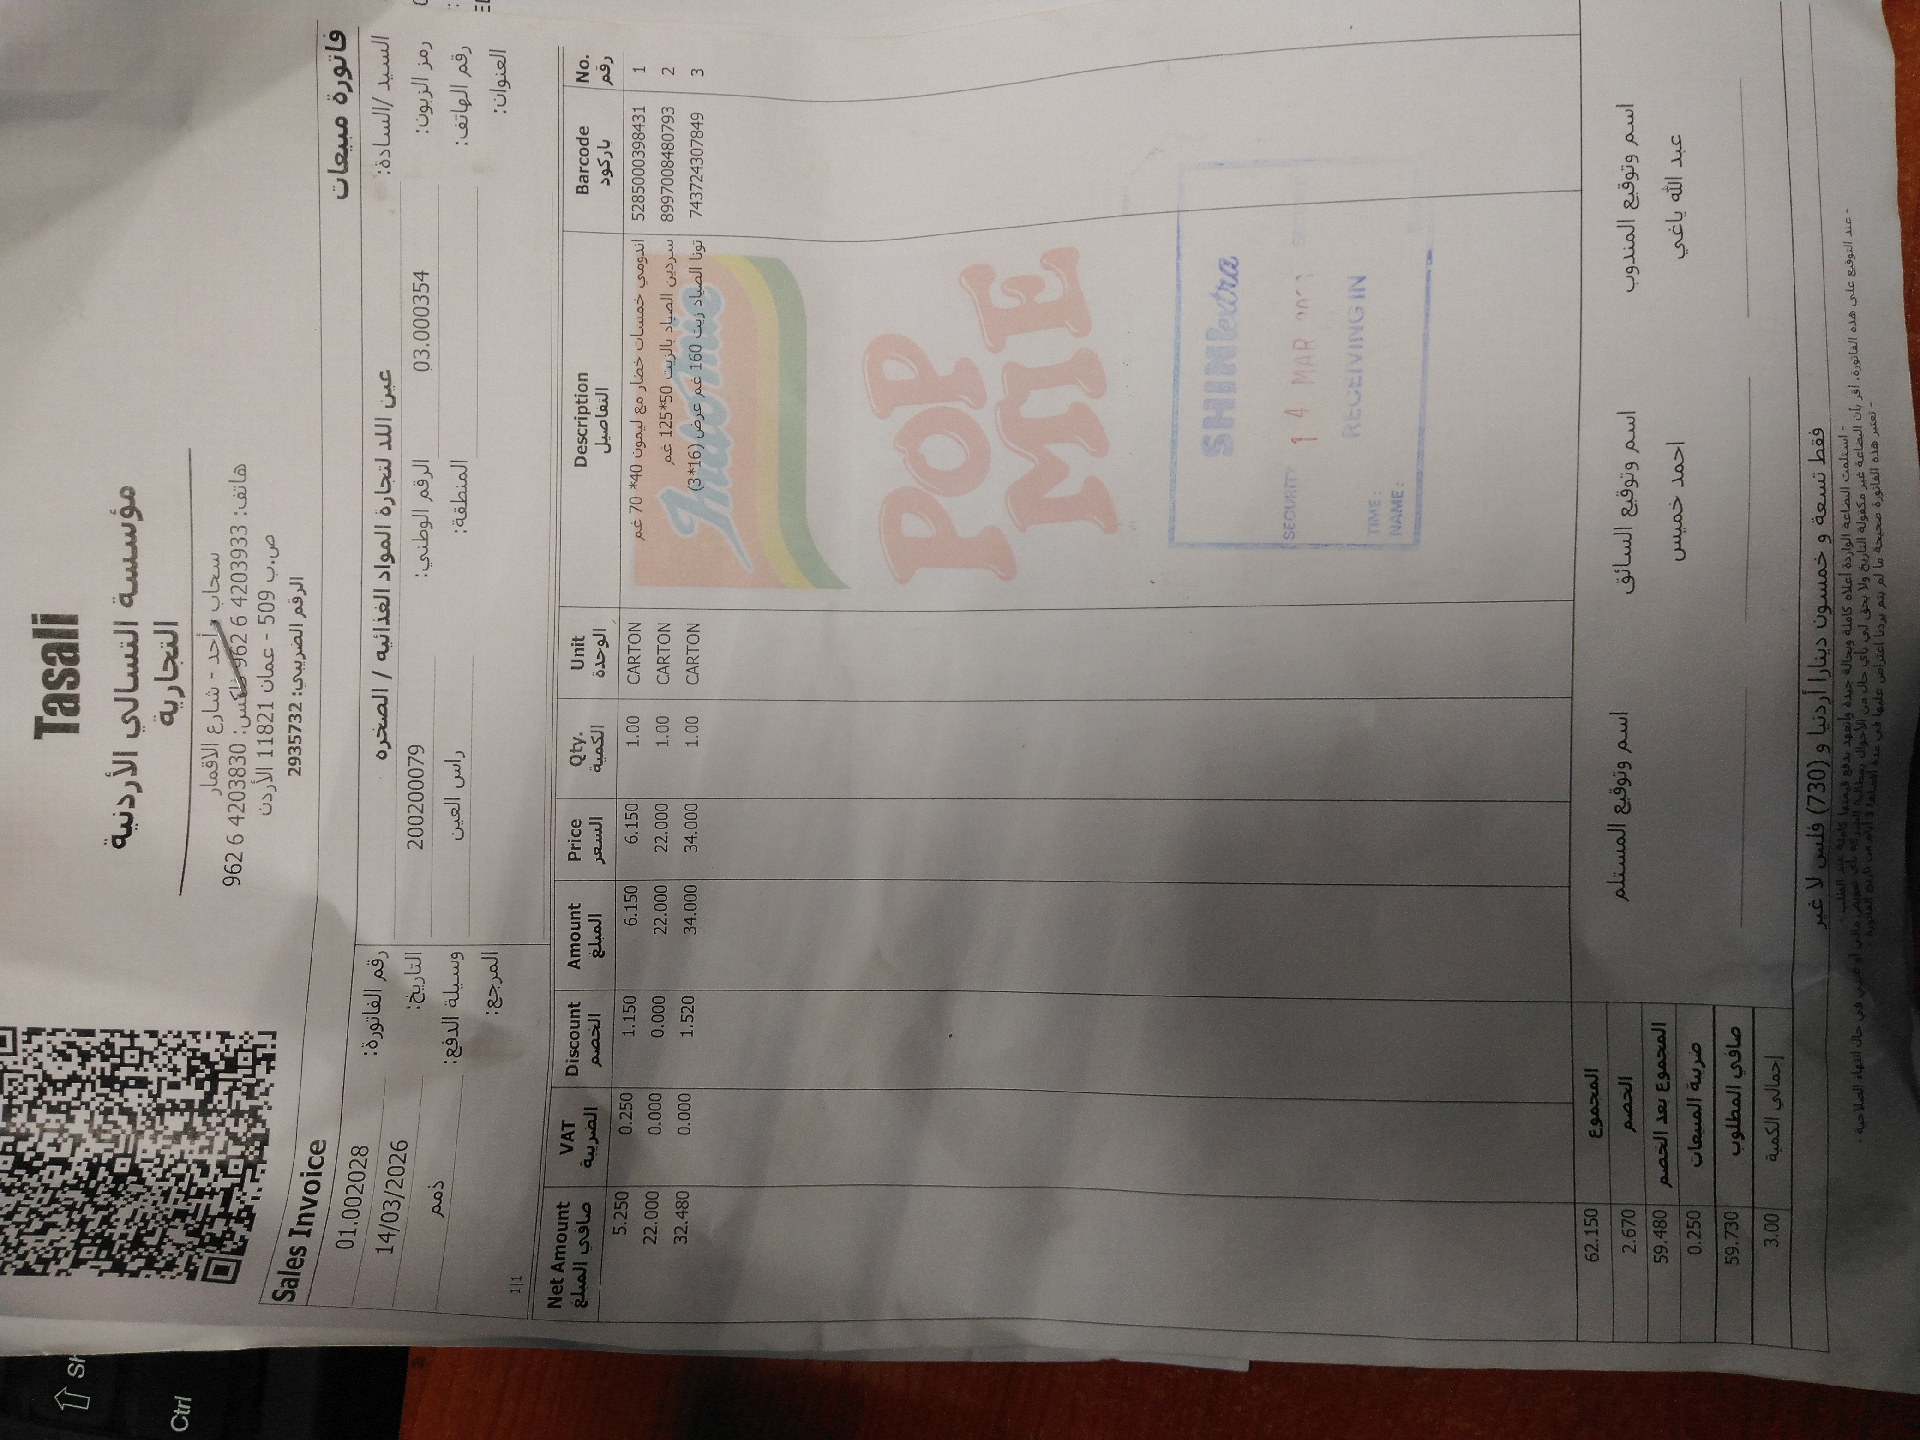 Tasali
مؤسسة التسالي الأردنية
التجارية
سحاب أحد - شارع الاقمار
هاتف: 4203933 6 962 فاكس: 4203830 6 962
ص.ب 509 - عمان 11821 الأردن
الرقم الضريبي: 2935732
فاتورة مبيعات
Sales Invoice
السيد /السادة: عين اللد لتجارة المواد الغذائيه / الصخره
رقم الفاتورة: 01.002028
رمز الزبون: 03.000354 الرقم الوطني: 200200079
التاريخ: 14/03/2026
رقم الهاتف: المنطقة: راس العين
وسيلة الدفع: ذمم
العنوان:
المرجع:
1|1
No. Barcode Description Unit Qty. Price Amount Discount VAT Net Amount
رقم باركود التفاصيل الوحدة الكمية السعر المبلغ الخصم الضريبة صافي المبلغ
1 5285000398431 اندومي خمسات خضار مع ليمون 40* 70 غم CARTON 1.00 6.150 6.150 1.150 0.250 5.250
2 8997008480793 سردين الصياد بالزيت 50*125 غم CARTON 1.00 22.000 22.000 0.000 0.000 22.000
3 743724307849 تونا الصياد زيت 160 غم عرض (16*3) CARTON 1.00 34.000 34.000 1.520 0.000 32.480
Indomie
POP
MIE
SHINI extra
SECURITY
14 MAR
RECEIVING IN
TIME:
NAME:
المجموع 62.150
الخصم 2.670
المجموع بعد الخصم 59.480
ضريبة المبيعات 0.250
صافي المطلوب 59.730
إجمالي الكمية 3.00
اسم وتوقيع المندوب اسم وتوقيع السائق اسم وتوقيع المستلم
عبد الله ياغي احمد خميس
فقط تسعة و خمسون دينارا أردنيا و (730) فلس لا غير
Ctrl